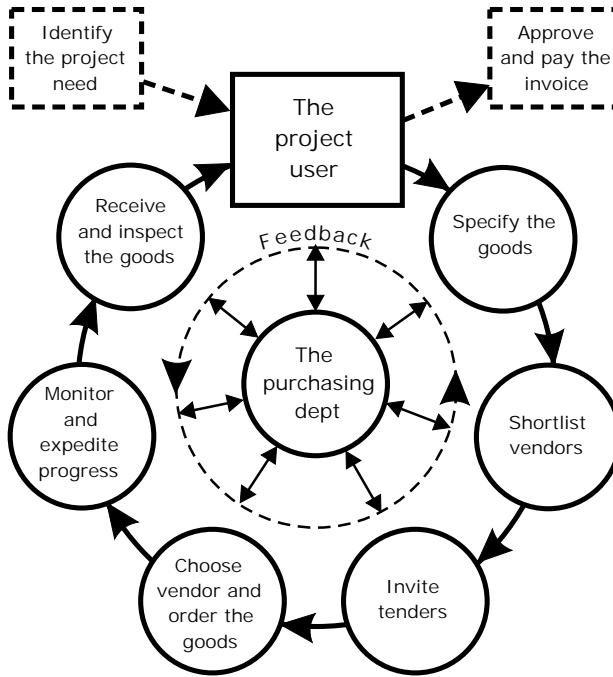 Identify
the project
need
Approve
and pay the
invoice
The
project
user
Receive
and inspect
the goods
Specify the
goods
Feedback
The
purchasing
dept
Monitor
and
expedite
progress
Shortlist
vendors
Choose
vendor and
order the
goods
Invite
tenders